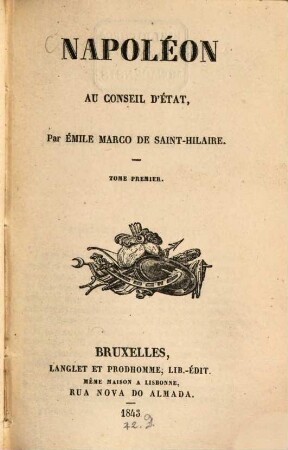 NAPOLÉON
AU CONSEIL D'ÉTAT,
Par ÉMILE MARCO DE SAINT-HILAIRE.
TOME PREMIER.
BRUXELLES,
LANGLET ET PRODHOMME, LIB.-ÉDIT.
MÊME MAISON A LISBONNE,
RUA NOVA DO ALMADA.
1843